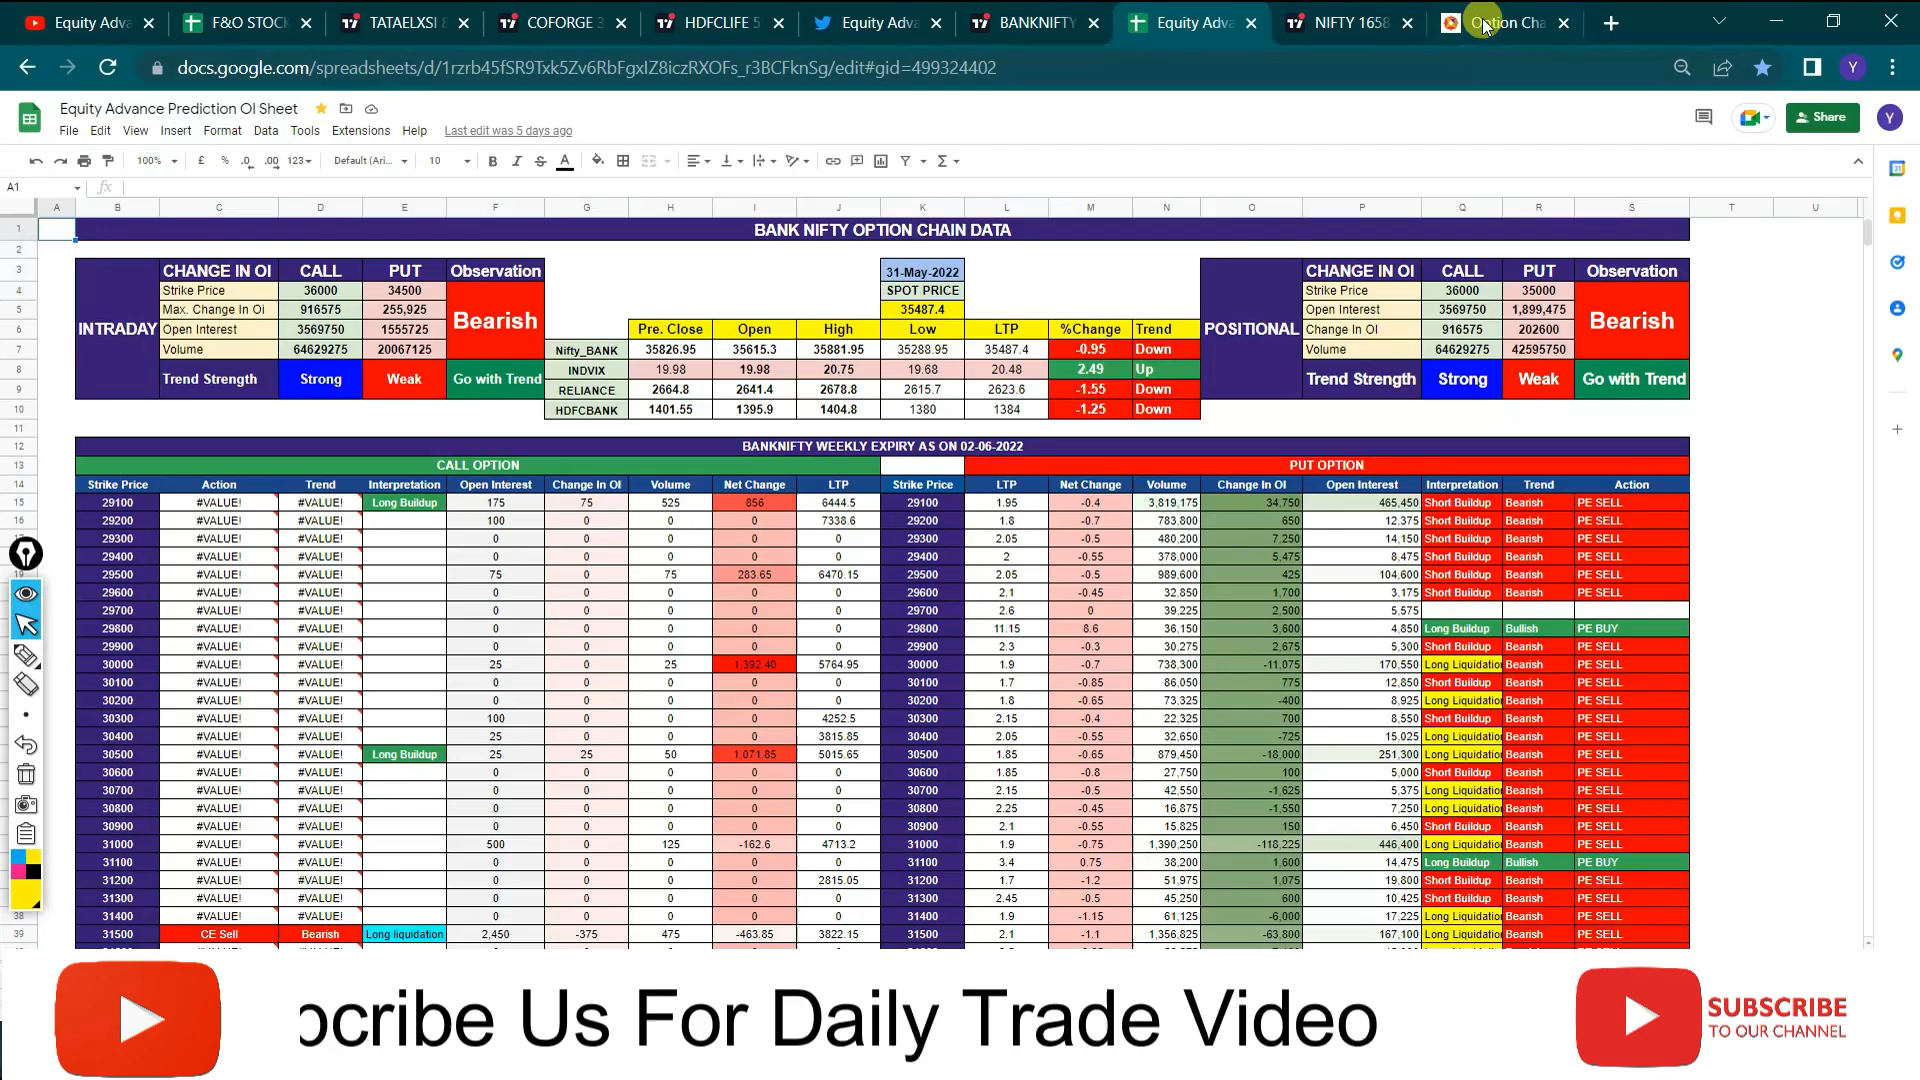 Equity Adva
F&O STOCK
TATAELXSI
COFORGE 3
HDFCLIFE 5
Equity Adva
BANKNIFTY
Equity Adva
NIFTY 1658
Option Cha
docs.google.com/spreadsheets/d/1rzrb45fSR9Txk5Zv6RbFgxIZ8iczRXOFs_r3BCFknSg/edit#gid=499324402
Equity Advance Prediction OI Sheet
File Edit View Insert Format Data Tools Extensions Help Last edit was 5 days ago
Share
100% £ % .0 .00 123 Default (Ari... 10
A1
A B C D E F G H I J K L M N O P Q R S T U
BANK NIFTY OPTION CHAIN DATA
INTRADAY
CHANGE IN OI CALL PUT Observation
Strike Price 36000 34500
Max. Change In Oi 916575 255,925
Open Interest 3569750 1555725
Volume 64629275 20067125
Bearish
Trend Strength Strong Weak Go with Trend
31-May-2022
SPOT PRICE
35487.4
Pre. Close Open High Low LTP %Change Trend
Nifty_BANK 35826.95 35615.3 35881.95 35288.95 35487.4 -0.95 Down
INDVIX 19.98 19.98 20.75 19.68 20.48 2.49 Up
RELIANCE 2664.8 2641.4 2678.8 2615.7 2623.6 -1.55 Down
HDFCBANK 1401.55 1395.9 1404.8 1380 1384 -1.25 Down
POSITIONAL
CHANGE IN OI CALL PUT Observation
Strike Price 36000 35000
Open Interest 3569750 1,899,475
Change In OI 916575 202600
Volume 64629275 42595750
Bearish
Trend Strength Strong Weak Go with Trend
BANKNIFTY WEEKLY EXPIRY AS ON 02-06-2022
CALL OPTION PUT OPTION
Strike Price Action Trend Interpretation Open Interest Change In OI Volume Net Change LTP Strike Price LTP Net Change Volume Change In OI Open Interest Interpretation Trend Action
29100 #VALUE! #VALUE! Long Buildup 175 75 525 856 6444.5 29100 1.95 -0.4 3,819,175 34,750 465,450 Short Buildup Bearish PE SELL
29200 #VALUE! #VALUE! 100 0 0 0 7338.6 29200 1.8 -0.7 783,800 650 12,375 Short Buildup Bearish PE SELL
29300 #VALUE! #VALUE! 0 0 0 0 0 29300 2.05 -0.5 480,200 7,250 14,150 Short Buildup Bearish PE SELL
29400 #VALUE! #VALUE! 0 0 0 0 0 29400 2 -0.55 378,000 5,475 8,475 Short Buildup Bearish PE SELL
29500 #VALUE! #VALUE! 75 0 75 283.65 6470.15 29500 2.05 -0.5 989,600 425 104,600 Short Buildup Bearish PE SELL
29600 #VALUE! #VALUE! 0 0 0 0 0 29600 2.1 -0.45 32,850 1,700 3,175 Short Buildup Bearish PE SELL
29700 #VALUE! #VALUE! 0 0 0 0 0 29700 2.6 0 39,225 2,500 5,575
29800 #VALUE! #VALUE! 0 0 0 0 0 29800 11.15 8.6 36,150 3,600 4,850 Long Buildup Bullish PE BUY
29900 #VALUE! #VALUE! 0 0 0 0 0 29900 2.3 -0.3 30,275 2,675 5,300 Short Buildup Bearish PE SELL
30000 #VALUE! #VALUE! 25 0 25 1,392.40 5764.95 30000 1.9 -0.7 738,300 -11,075 170,550 Long Liquidatio Bearish PE SELL
30100 #VALUE! #VALUE! 0 0 0 0 0 30100 1.7 -0.85 86,050 775 12,850 Short Buildup Bearish PE SELL
30200 #VALUE! #VALUE! 0 0 0 0 0 30200 1.8 -0.65 73,325 -400 8,925 Long Liquidatio Bearish PE SELL
30300 #VALUE! #VALUE! 100 0 0 0 4252.5 30300 2.15 -0.4 22,325 700 8,550 Short Buildup Bearish PE SELL
30400 #VALUE! #VALUE! 25 0 0 0 3815.85 30400 2.05 -0.55 32,650 -725 15,025 Long Liquidatio Bearish PE SELL
30500 #VALUE! #VALUE! Long Buildup 25 25 50 1,071.85 5015.65 30500 1.85 -0.65 879,450 -18,000 251,300 Long Liquidatio Bearish PE SELL
30600 #VALUE! #VALUE! 0 0 0 0 0 30600 1.85 -0.8 27,750 100 5,000 Short Buildup Bearish PE SELL
30700 #VALUE! #VALUE! 0 0 0 0 0 30700 2.15 -0.5 42,550 -1,625 5,375 Long Liquidatio Bearish PE SELL
30800 #VALUE! #VALUE! 0 0 0 0 0 30800 2.25 -0.45 16,875 -1,550 7,250 Long Liquidatio Bearish PE SELL
30900 #VALUE! #VALUE! 0 0 0 0 0 30900 2.1 -0.55 15,825 150 6,450 Short Buildup Bearish PE SELL
31000 #VALUE! #VALUE! 500 0 125 -162.6 4713.2 31000 1.9 -0.75 1,390,250 -118,225 446,400 Long Liquidatio Bearish PE SELL
31100 #VALUE! #VALUE! 0 0 0 0 0 31100 3.4 0.75 38,200 1,600 14,475 Long Buildup Bullish PE BUY
31200 #VALUE! #VALUE! 0 0 0 0 2815.05 31200 1.7 -1.2 51,975 1,075 19,800 Short Buildup Bearish PE SELL
31300 #VALUE! #VALUE! 0 0 0 0 0 31300 2.45 -0.5 45,250 600 10,425 Short Buildup Bearish PE SELL
31400 #VALUE! #VALUE! 0 0 0 0 0 31400 1.9 -1.15 61,125 -6,000 17,225 Long Liquidatio Bearish PE SELL
31500 CE Sell Bearish Long liquidation 2,450 -375 475 -463.85 3822.15 31500 2.1 -1.1 1,356,825 -63,800 167,100 Long Liquidatio Bearish PE SELL
bcribe Us For Daily Trade Video
SUBSCRIBE
TO OUR CHANNEL